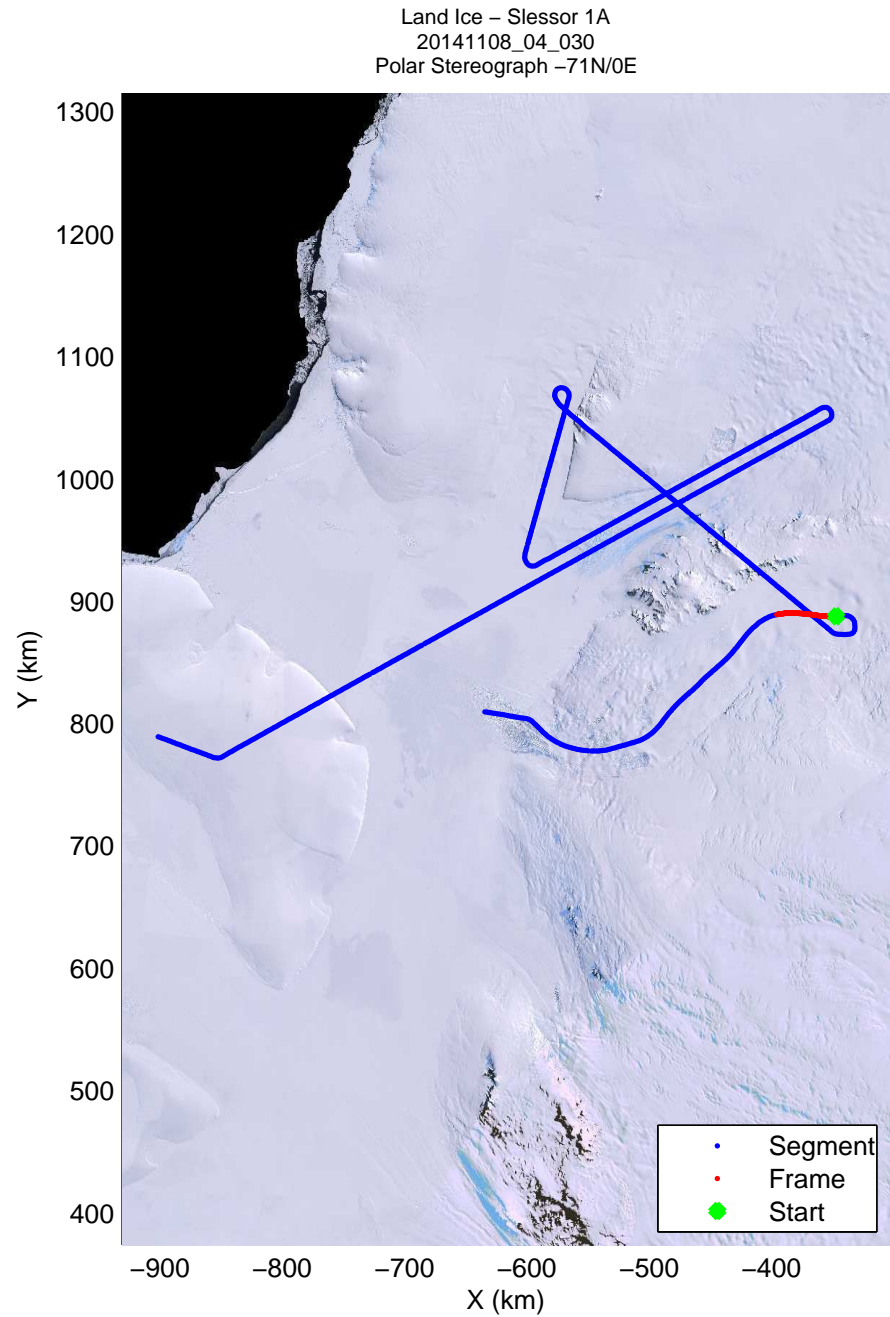 Land Ice – Slessor 1A
20141108_04_030
Polar Stereograph –71N/0E
1300
1200
1100
1000
900
800
700
600
500
400
Y (km)
Segment
Frame
Start
–900 –800 –700 –600 –500 –400
X (km)